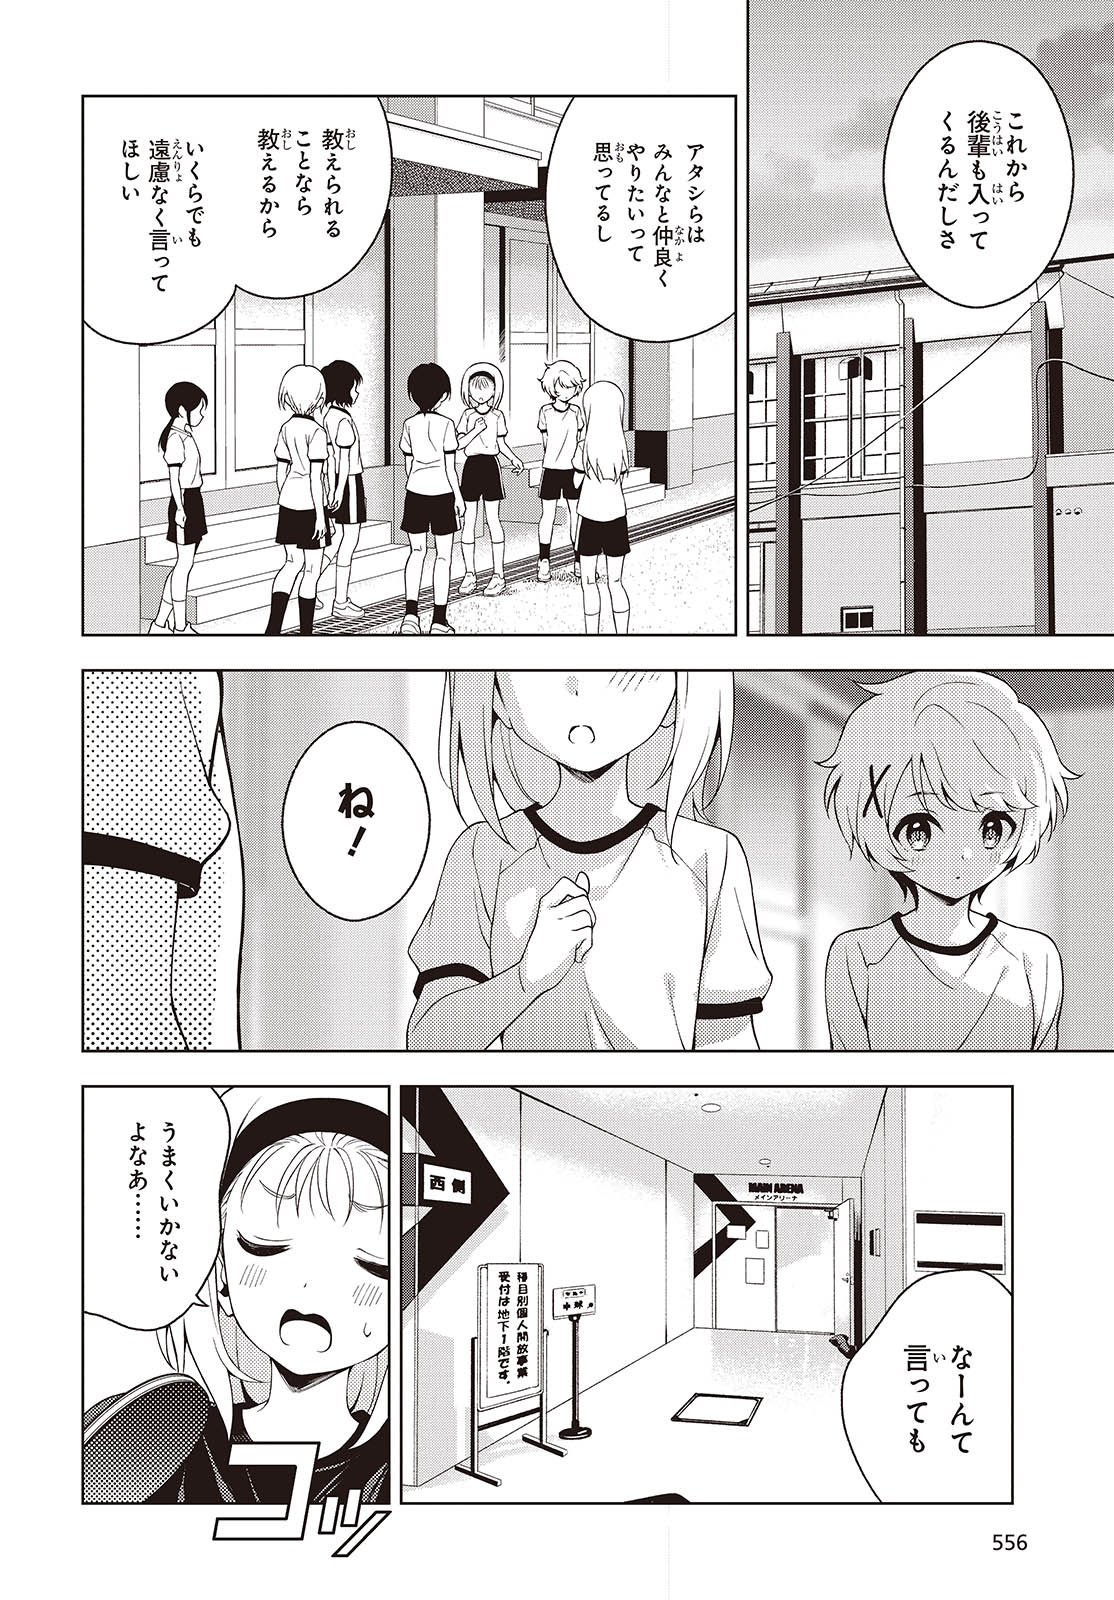 これから
後輩も入って
くるんだしさ
アタシらは
みんなと仲良く
やりたいって
思ってるし
教えられる
ことなら
教えるから
いくらでも
遠慮なく言って
ほしい
ね！
なーんて
言っても
MAIN ARENA
メインアリーナ
西側
種目別個人開放事業
受付は地下1階です。
うまくいかない
よなあ……
コツ
556